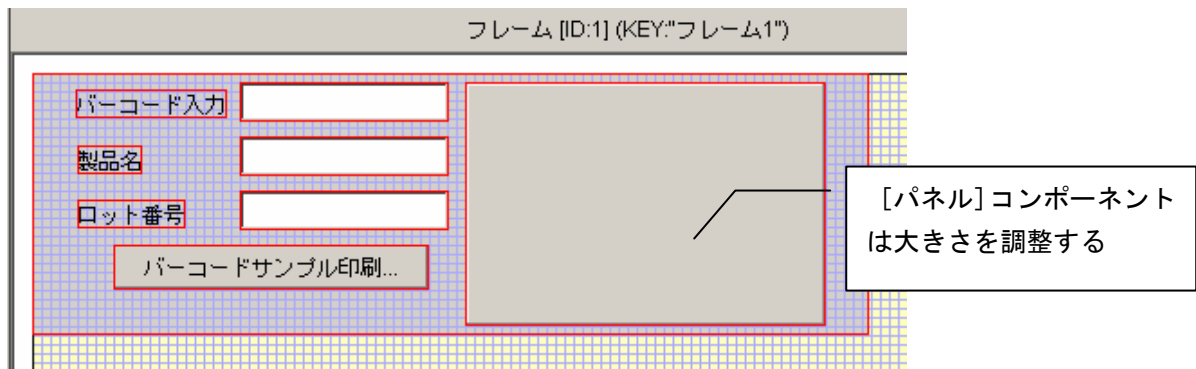 フレーム [ID:1] (KEY:"フレーム1")
バーコード入力
製品名
ロット番号
バーコードサンプル印刷...
[パネル]コンポーネント
は大きさを調整する